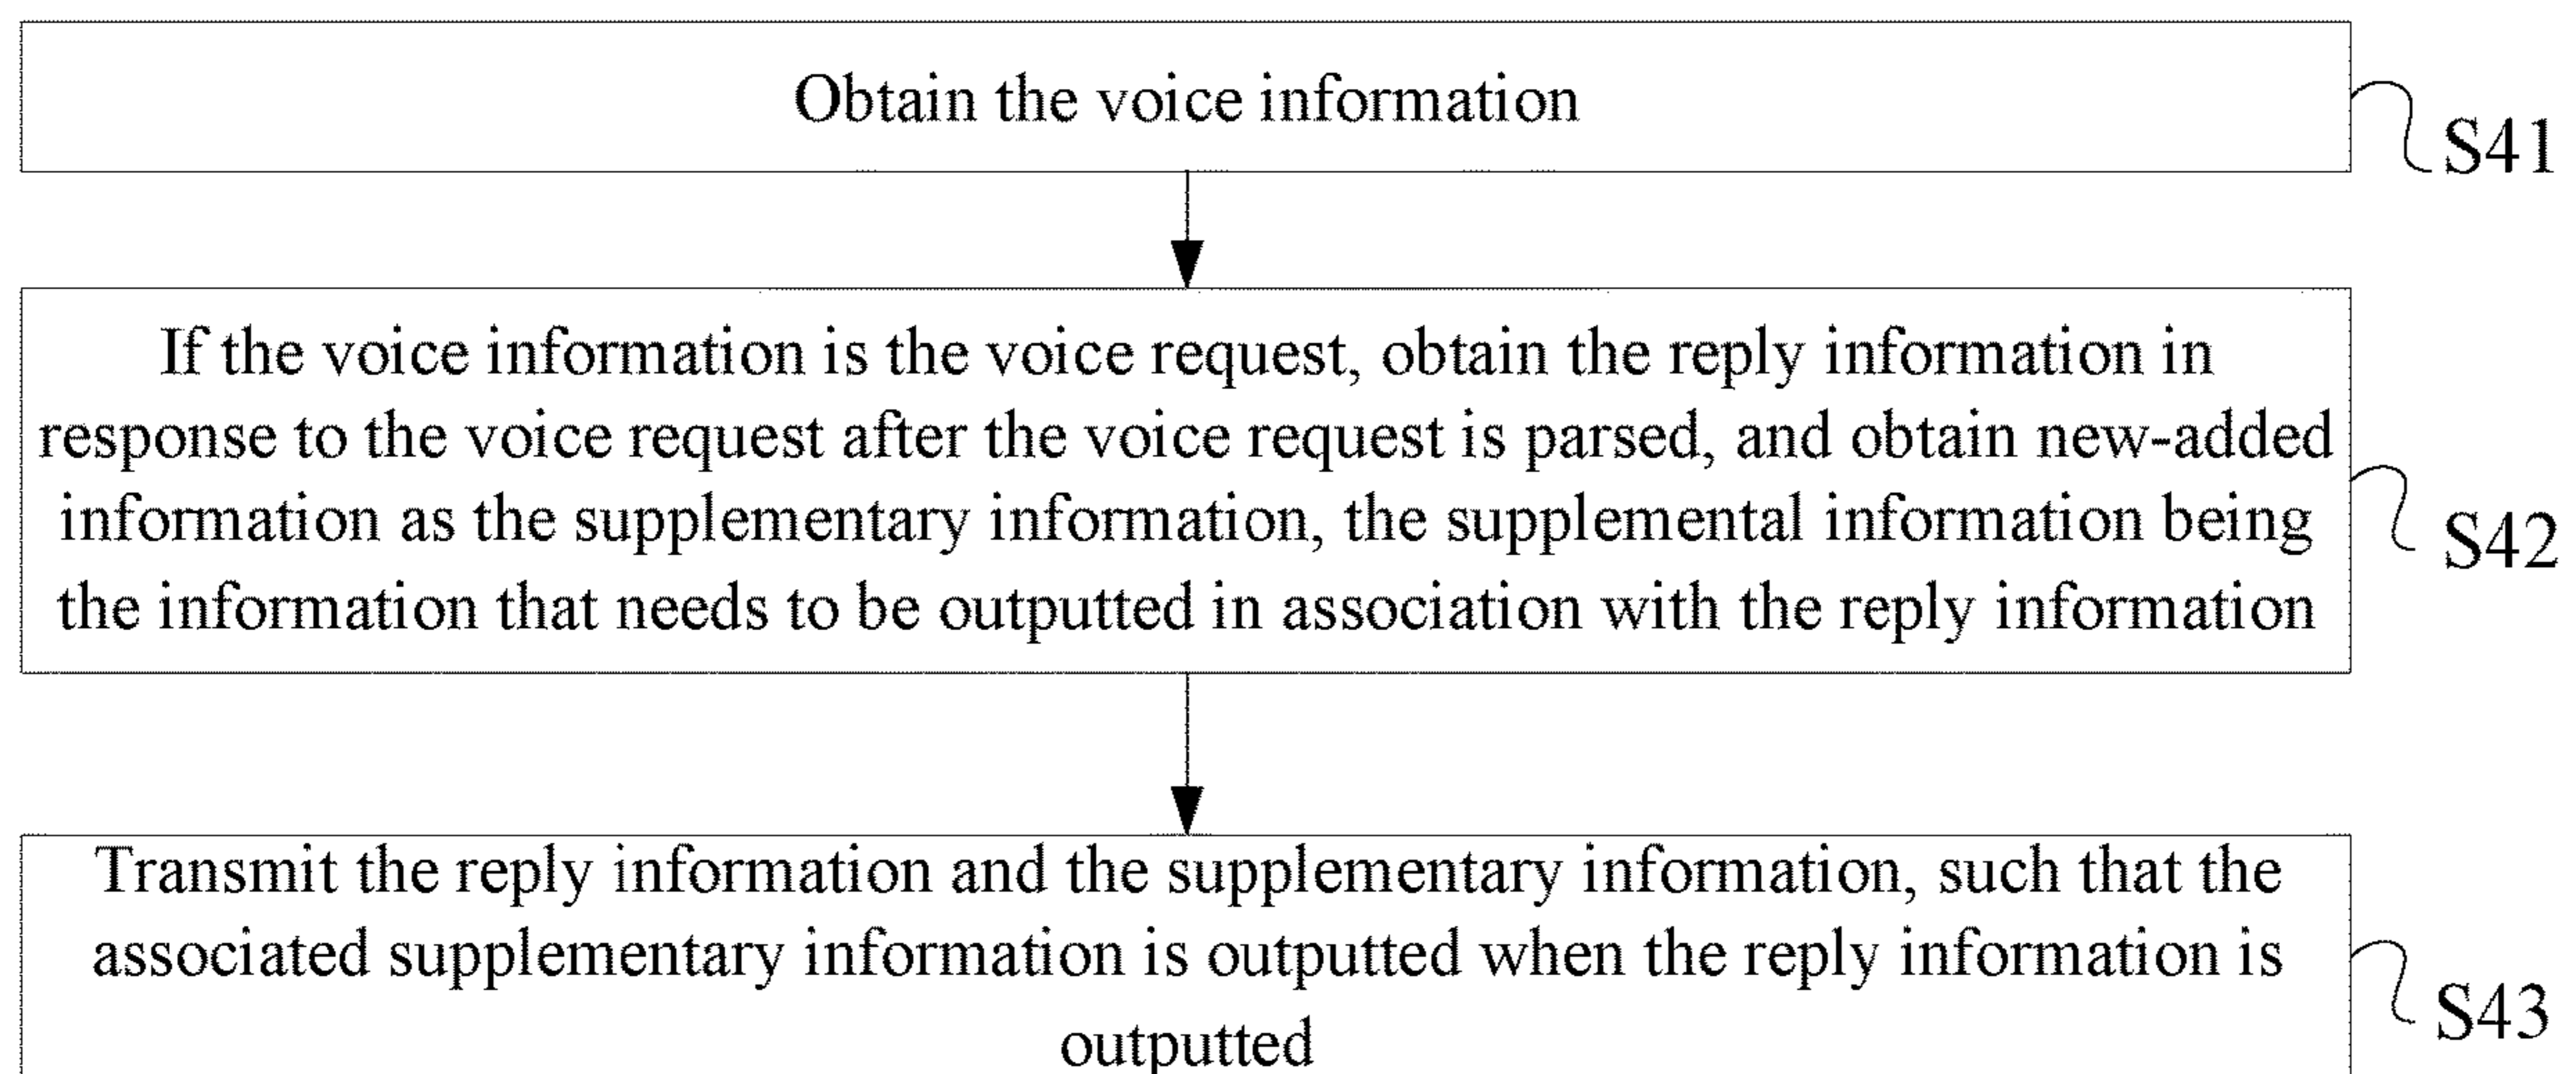 Obtain the voice information
S41
If the voice information is the voice request, obtain the reply information in
response to the voice request after the voice request is parsed, and obtain new-added
information as the supplementary information, the supplemental information being
the information that needs to be outputted in association with the reply information
S42
Transmit the reply information and the supplementary information, such that the
associated supplementary information is outputted when the reply information is
outputted
S43